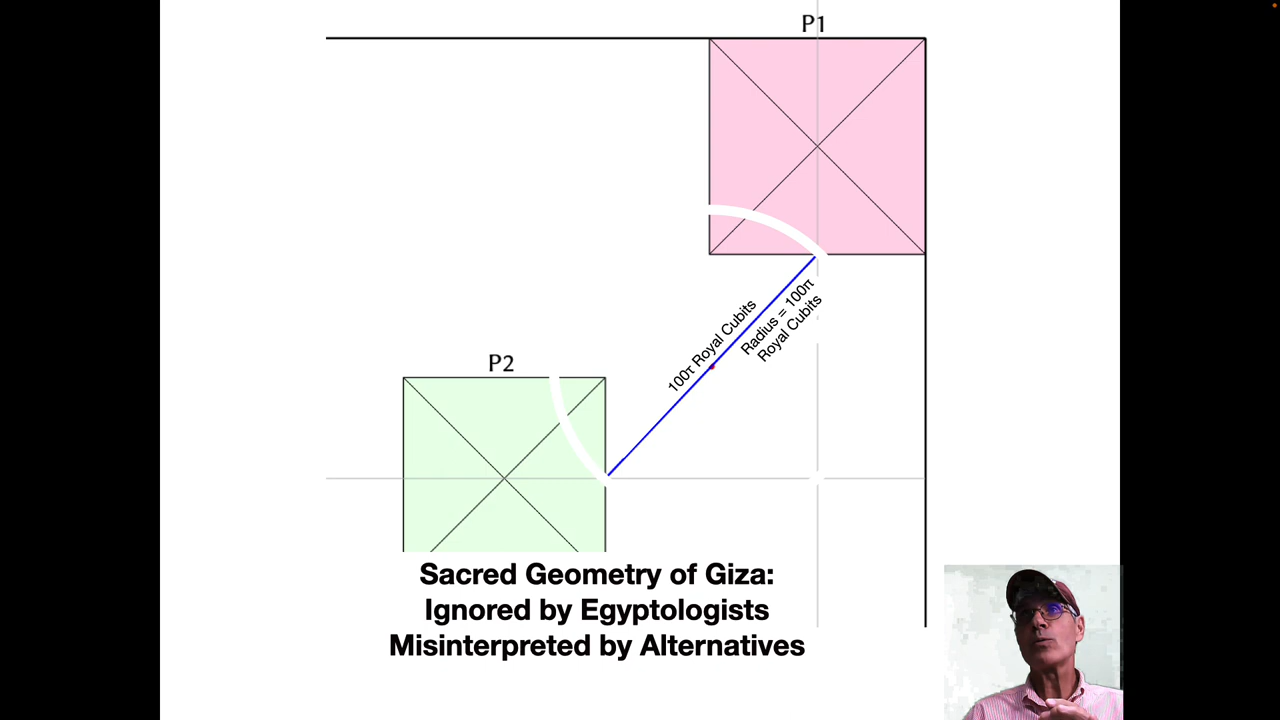 P1
100π Royal Cubits
Radius = 100π
Royal Cubits
P2
Sacred Geometry of Giza:
Ignored by Egyptologists
Misinterpreted by Alternatives